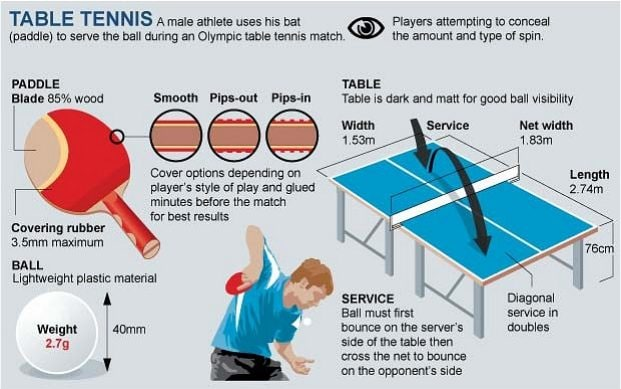 TABLE TENNIS A male athlete uses his bat
(paddle) to serve the ball during an Olympic table tennis match.
Players attempting to conceal
the amount and type of spin.
PADDLE
Blade 85% wood
Smooth Pips-out Pips-in
Cover options depending on
player's style of play and glued
minutes before the match
for best results
Covering rubber
3.5mm maximum
BALL
Lightweight plastic material
Weight
2.7g
40mm
TABLE
Table is dark and matt for good ball visibility
Width
1.53m
Service
Net width
1.83m
Length
2.74m
76cm
Diagonal
service in
doubles
SERVICE
Ball must first
bounce on the server's
side of the table then
cross the net to bounce
on the opponent's side